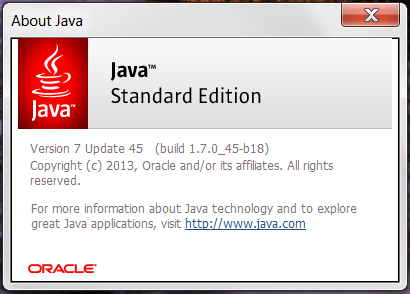 About Java
Java™
Java™
Standard Edition
Version 7 Update 45 (build 1.7.0_45-b18)
Copyright (c) 2013, Oracle and/or its affiliates. All rights
reserved.
For more information about Java technology and to explore
great Java applications, visit http://www.java.com
ORACLE®